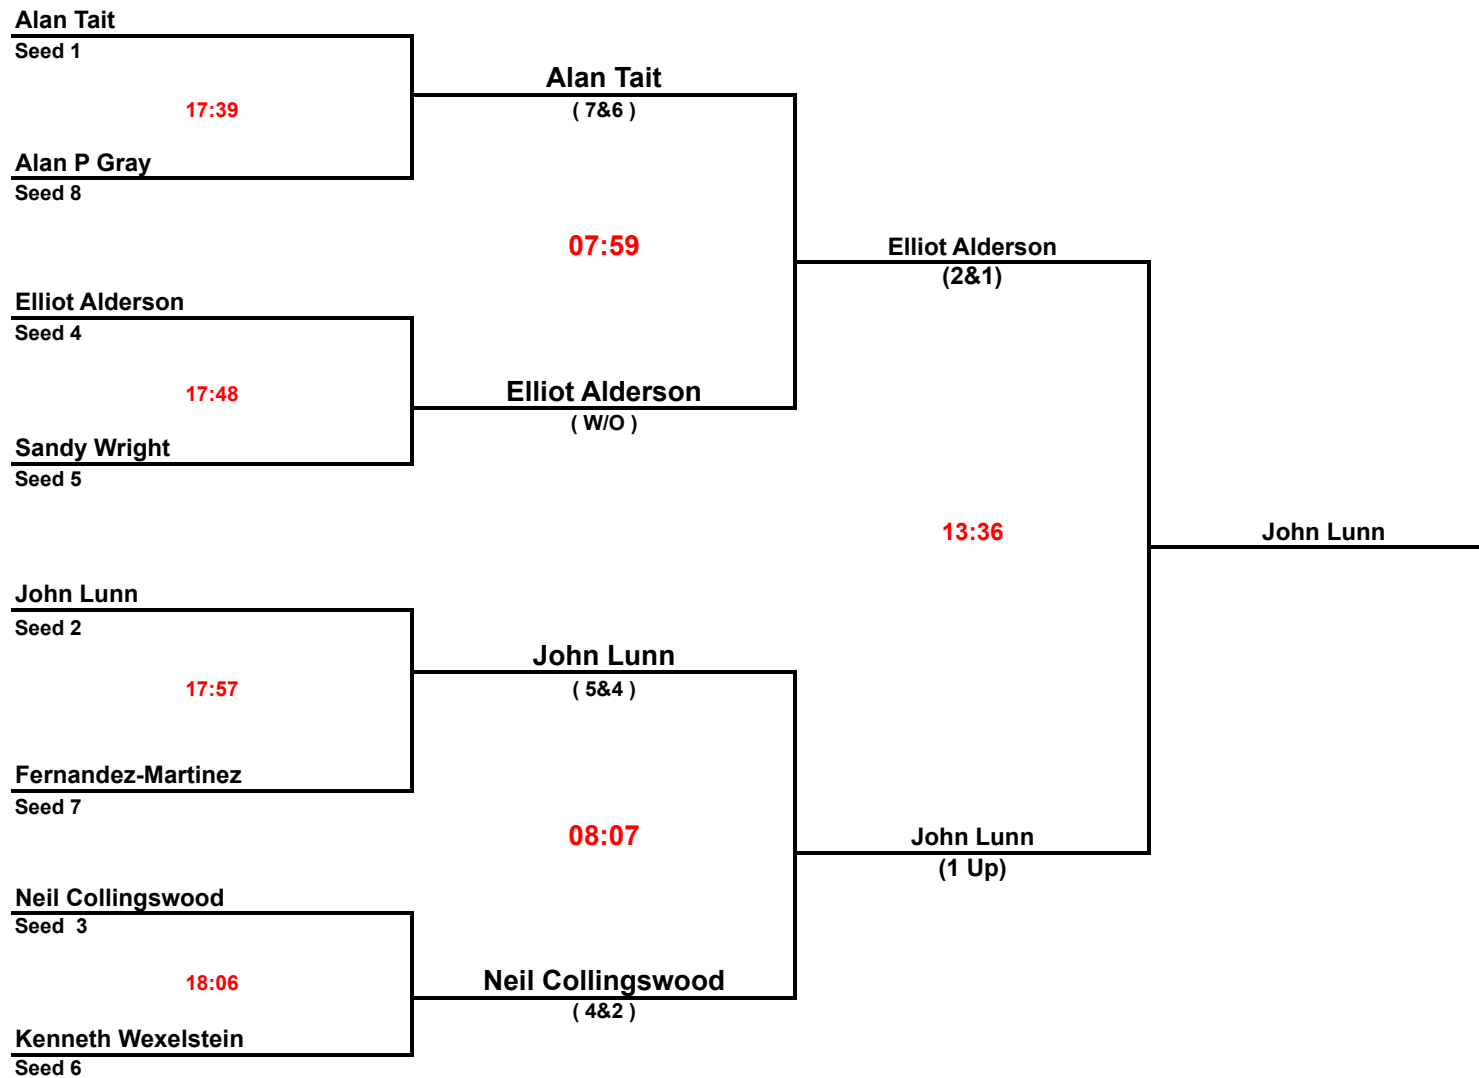 Alan Tait
Seed 1
Alan Tait
17:39
( 7&6 )
Alan P Gray
Seed 8
07:59
Elliot Alderson
(2&1)
Elliot Alderson
Seed 4
17:48
Elliot Alderson
( W/O )
Sandy Wright
Seed 5
13:36
John Lunn
John Lunn
Seed 2
John Lunn
17:57
( 5&4 )
Fernandez-Martinez
Seed 7
08:07
John Lunn
(1 Up)
Neil Collingswood
Seed  3
18:06
Neil Collingswood
( 4&2 )
Kenneth Wexelstein
Seed 6